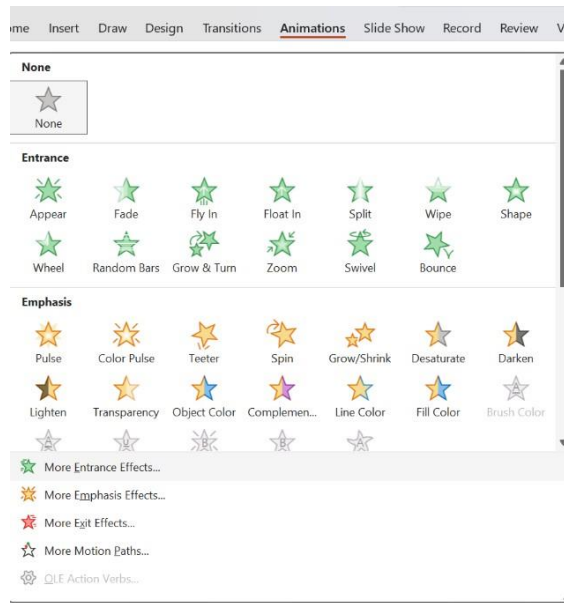 me Insert Draw Design Transitions Animations Slide Show Record Review V
None
None
Entrance
Appear Fade Fly In Float In Split Wipe Shape
Wheel Random Bars Grow & Turn Zoom Swivel Bounce
Emphasis
Pulse Color Pulse Teeter Spin Grow/Shrink Desaturate Darken
Lighten Transparency Object Color Complemen... Line Color Fill Color Brush Color
More Entrance Effects...
More Emphasis Effects...
More Exit Effects...
More Motion Paths...
OLE Action Verbs...